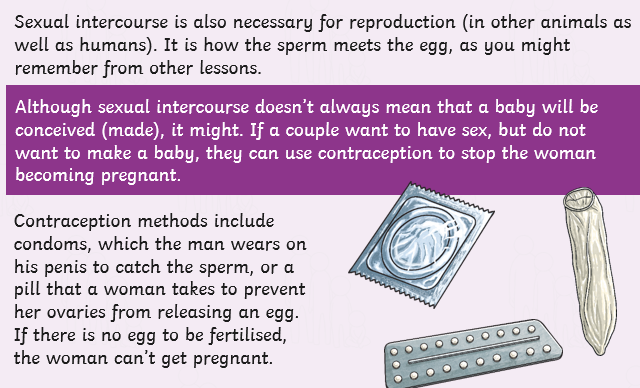 Sexual intercourse is also necessary for reproduction (in other animals as
well as humans). It is how the sperm meets the egg, as you might
remember from other lessons.
Although sexual intercourse doesn't always mean that a baby will be
conceived (made), it might. If a couple want to have sex, but do not
want to make a baby, they can use contraception to stop the woman
becoming pregnant.
Contraception methods include
condoms, which the man wears on
his penis to catch the sperm, or a
pill that a woman takes to prevent
her ovaries from releasing an egg.
If there is no egg to be fertilised,
the woman can't get pregnant.